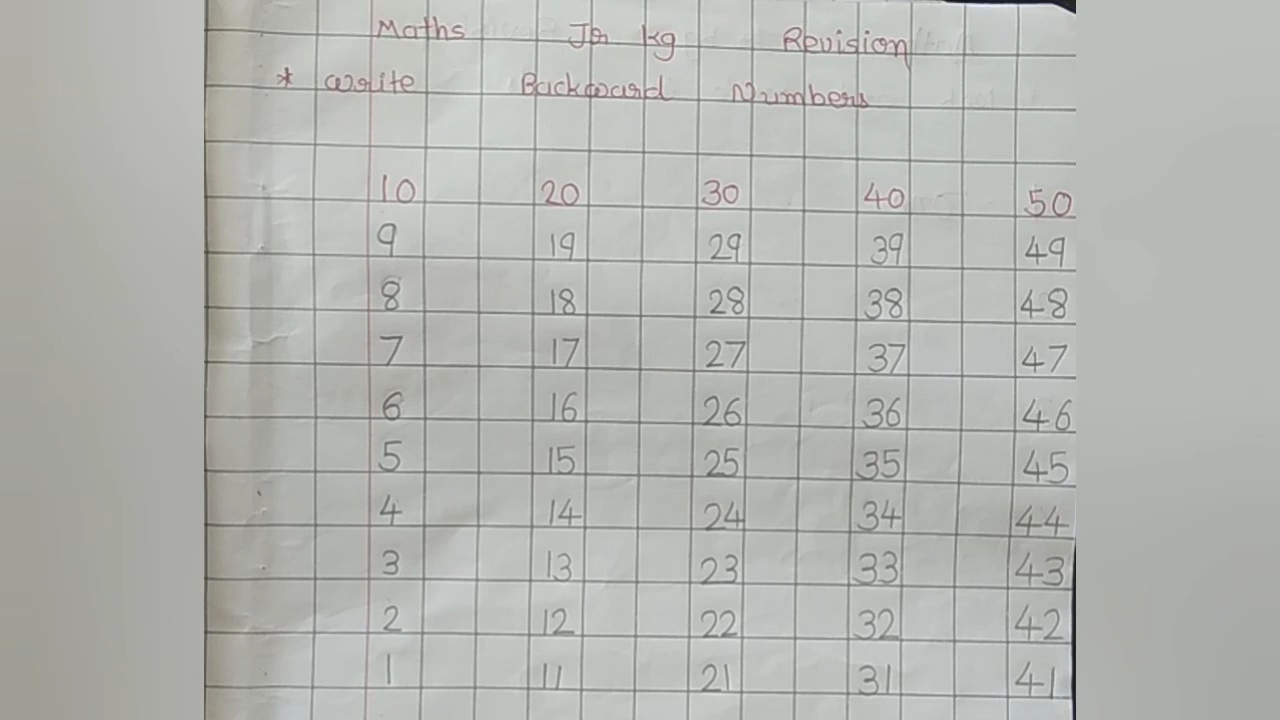 Maths Jr kg Revision
* Write Backward Numbers
10 20 30 40 50
9 19 29 39 49
8 18 28 38 48
7 17 27 37 47
6 16 26 36 46
5 15 25 35 45
4 14 24 34 44
3 13 23 33 43
2 12 22 32 42
1 11 21 31 41